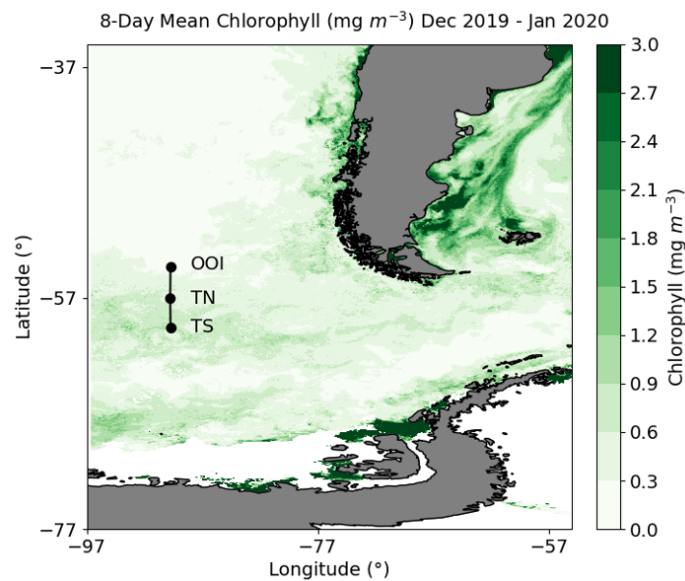 8-Day Mean Chlorophyll (mg m⁻³) Dec 2019 - Jan 2020
−37
−57
−77
Latitude (°)
OOI
TN
TS
−97
−77
−57
Longitude (°)
3.0
2.7
2.4
2.1
1.8
1.5
1.2
0.9
0.6
0.3
0.0
Chlorophyll (mg m⁻³)